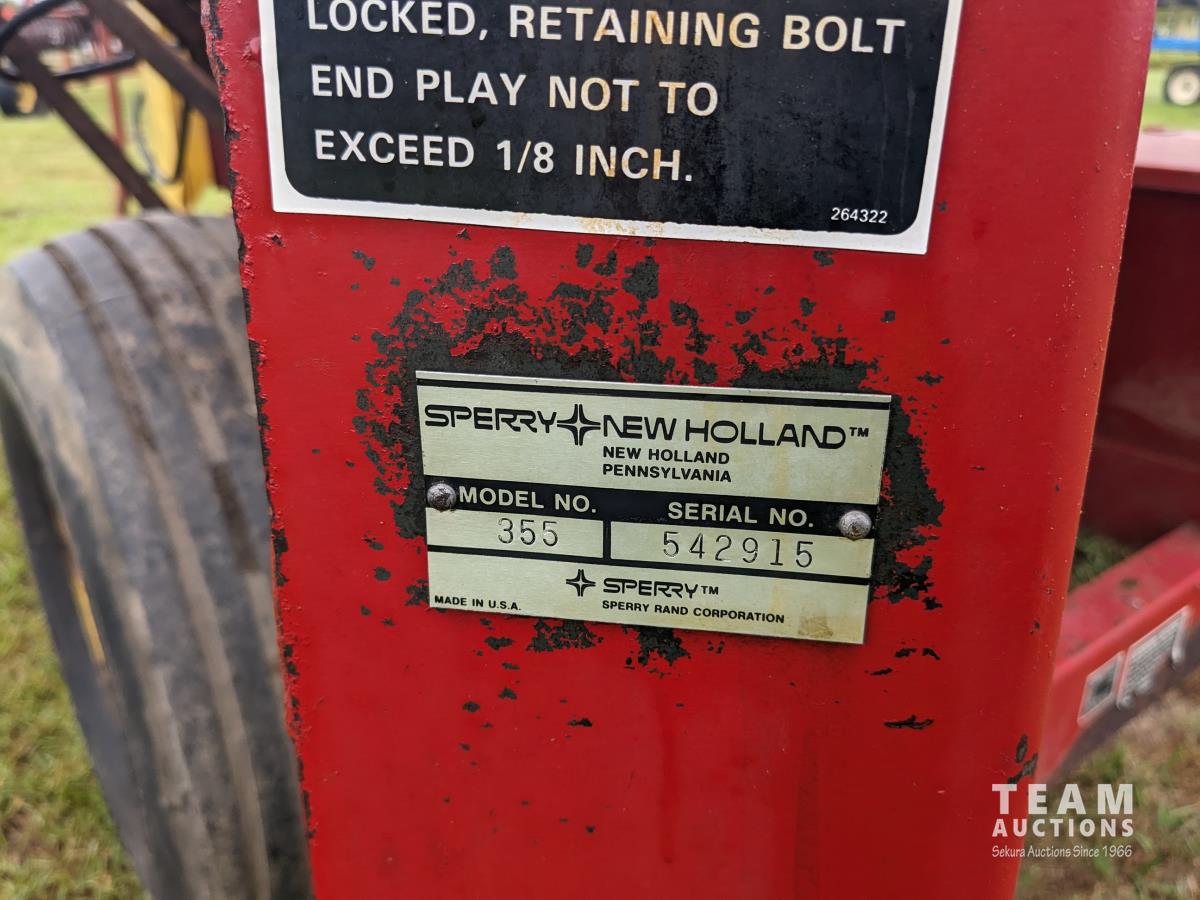 LOCKED, RETAINING BOLT
END PLAY NOT TO
EXCEED 1/8 INCH.
264322
SPERRY NEW HOLLAND™
NEW HOLLAND
PENNSYLVANIA
MODEL NO. SERIAL NO.
355 542915
SPERRY™
MADE IN U.S.A. SPERRY RAND CORPORATION
TEAM
AUCTIONS
Sekura Auctions Since 1966